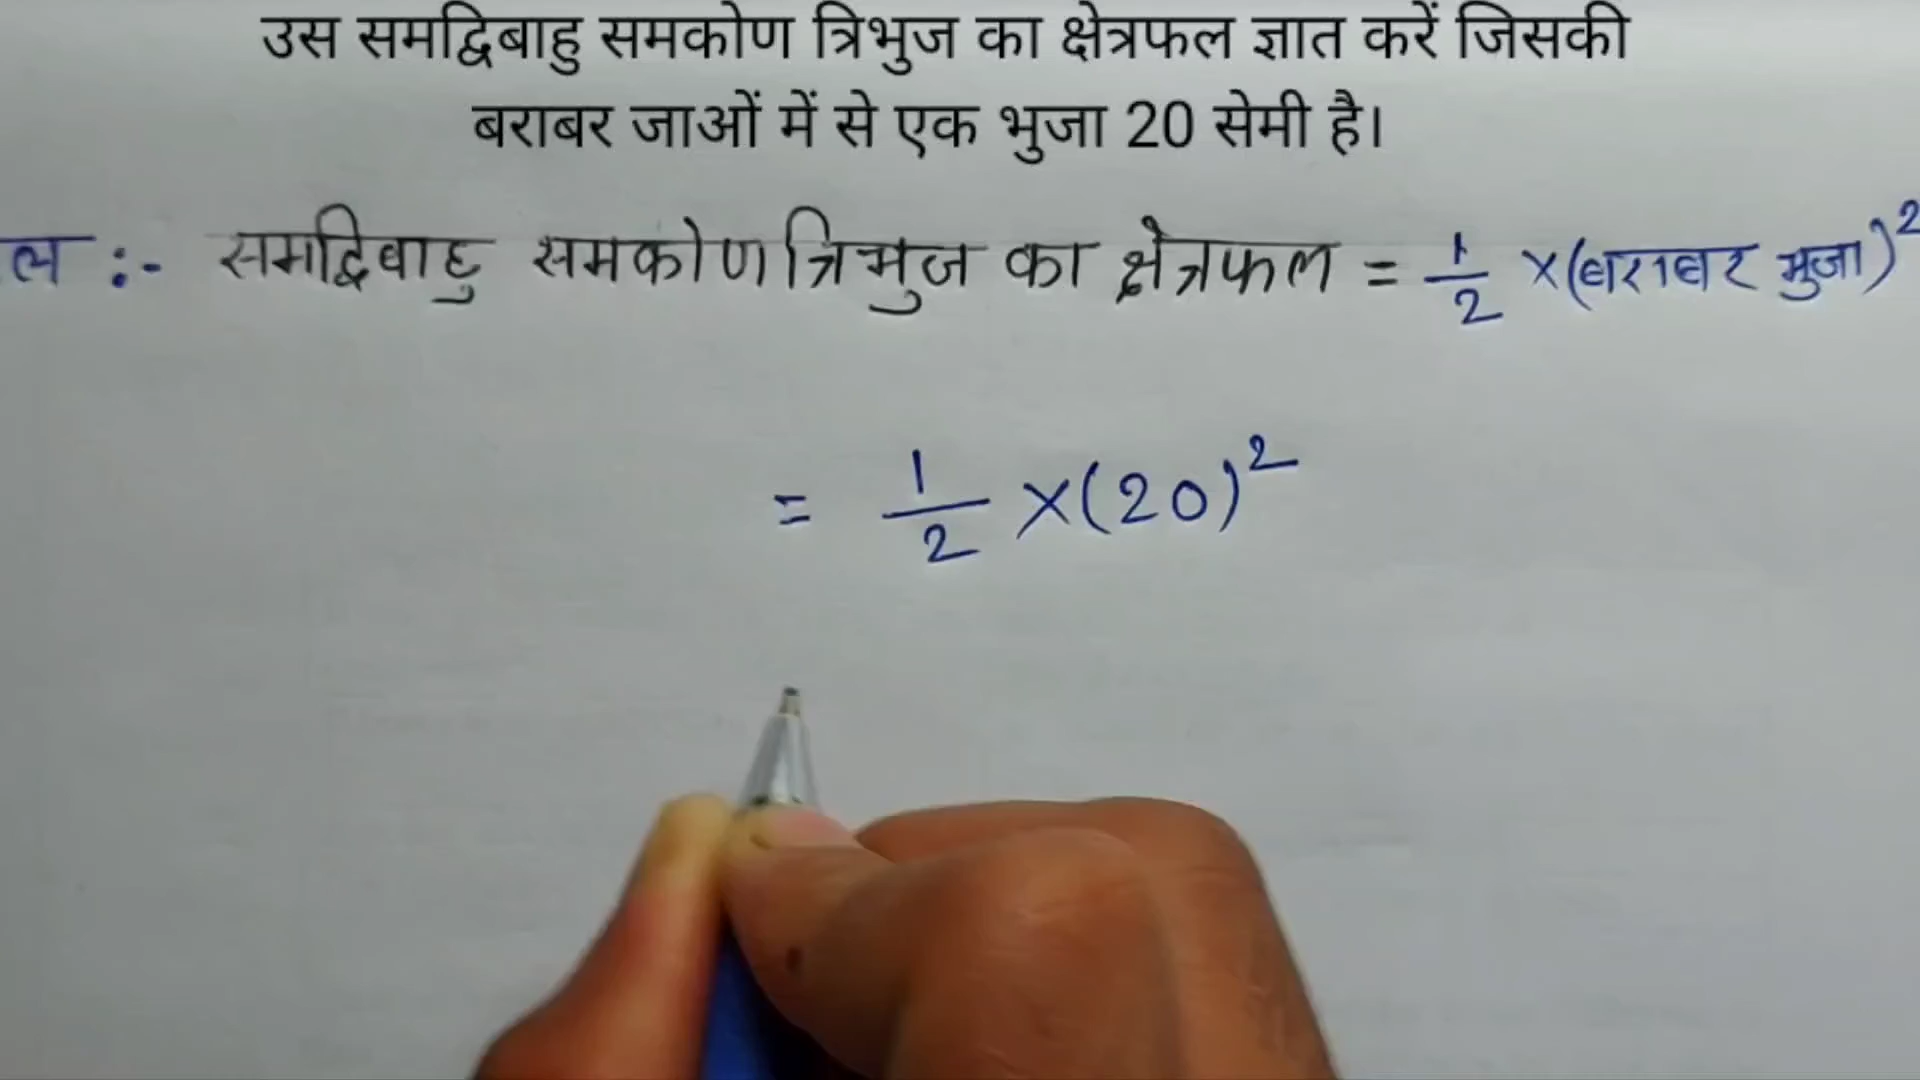 उस समद्विबाहु समकोण त्रिभुज का क्षेत्रफल ज्ञात करें जिसकी
बराबर जाओं में से एक भुजा 20 सेमी है।
ल :- समद्विबाहु समकोण त्रिभुज का क्षेत्रफल = 1/2 × (बराबर भुजा)²
= 1/2 × (20)²